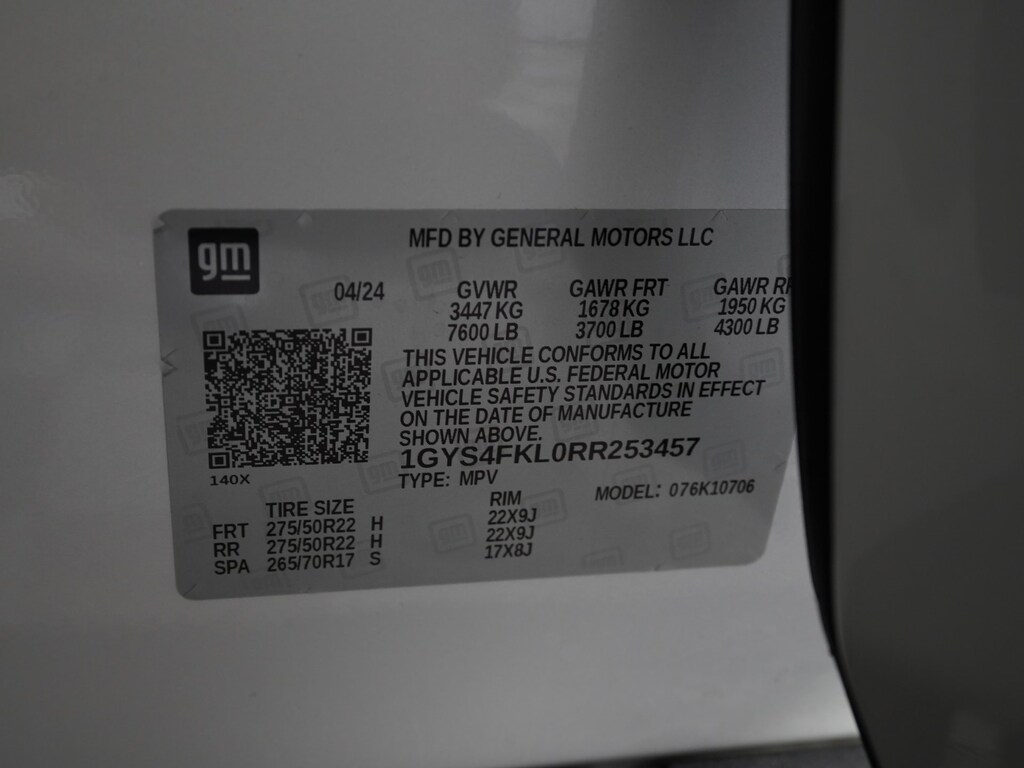 gm
MFD BY GENERAL MOTORS LLC
04/24 GVWR GAWR FRT GAWR
3447 KG 1678 KG 1950 KG
7600 LB 3700 LB 4300 LB
THIS VEHICLE CONFORMS TO ALL
APPLICABLE U.S. FEDERAL MOTOR
VEHICLE SAFETY STANDARDS IN EFFECT
ON THE DATE OF MANUFACTURE
SHOWN ABOVE.
1GYS4FKL0RR253457
140X
TYPE: MPV MODEL: 076K10706
TIRE SIZE RIM
FRT 275/50R22 H 22X9J
RR 275/50R22 H 22X9J
SPA 265/70R17 S 17X8J